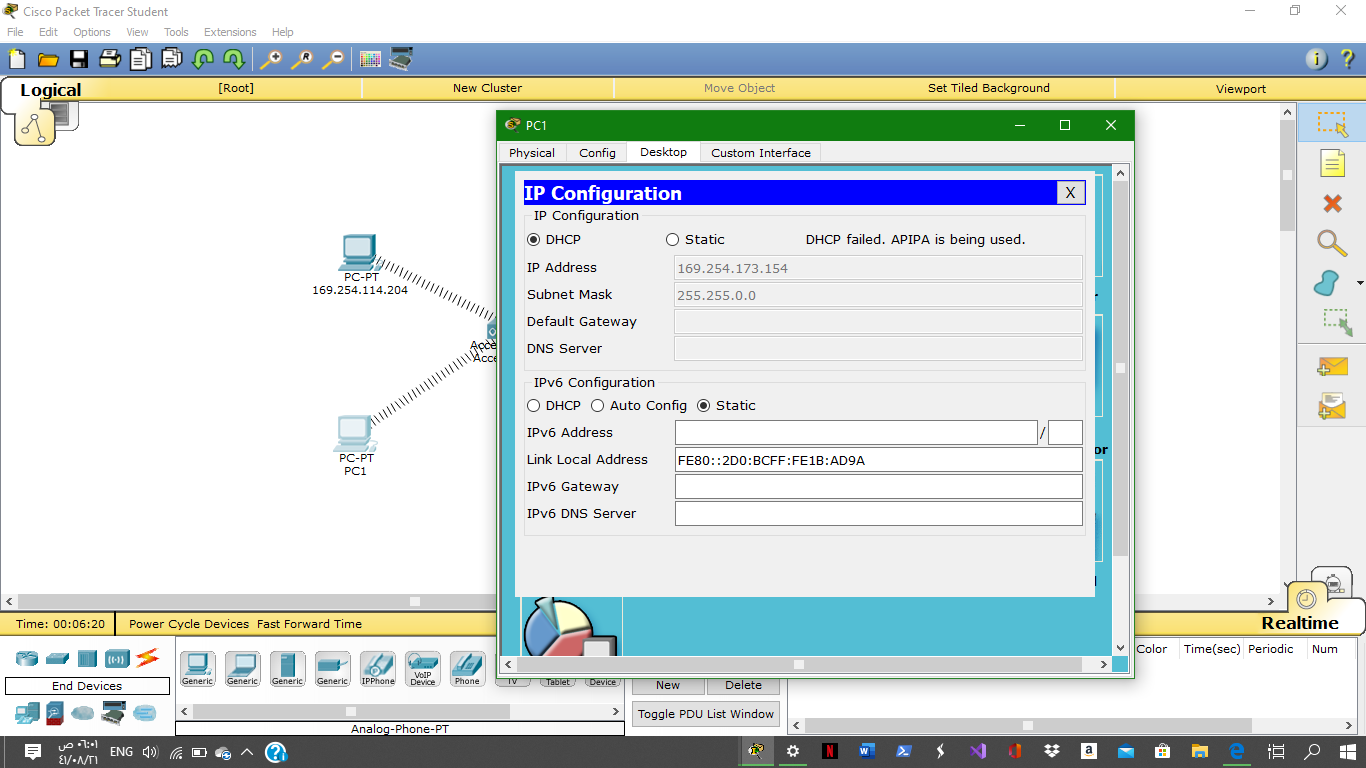 Cisco Packet Tracer Student
File Edit Options View Tools Extensions Help
Logical
[Root] New Cluster Move Object Set Tiled Background Viewport
PC1
Physical Config Desktop Custom Interface
IP Configuration X
IP Configuration
DHCP Static DHCP failed. APIPA is being used.
IP Address 169.254.173.154
Subnet Mask 255.255.0.0
Default Gateway
DNS Server
IPv6 Configuration
DHCP Auto Config Static
IPv6 Address /
Link Local Address FE80::2D0:BCFF:FE1B:AD9A
IPv6 Gateway
IPv6 DNS Server
PC-PT
169.254.114.204
Acce
Acce
PC-PT
PC1
or
Time: 00:06:20 Power Cycle Devices Fast Forward Time
Realtime
End Devices
Generic Generic Generic Generic IPPhone VoIP Device Phone TV Tablet Device
Analog-Phone-PT
New Delete
Toggle PDU List Window
Color Time(sec) Periodic Num
ENG
٠٦:٠١ ص
٤١/٠٨/٢١